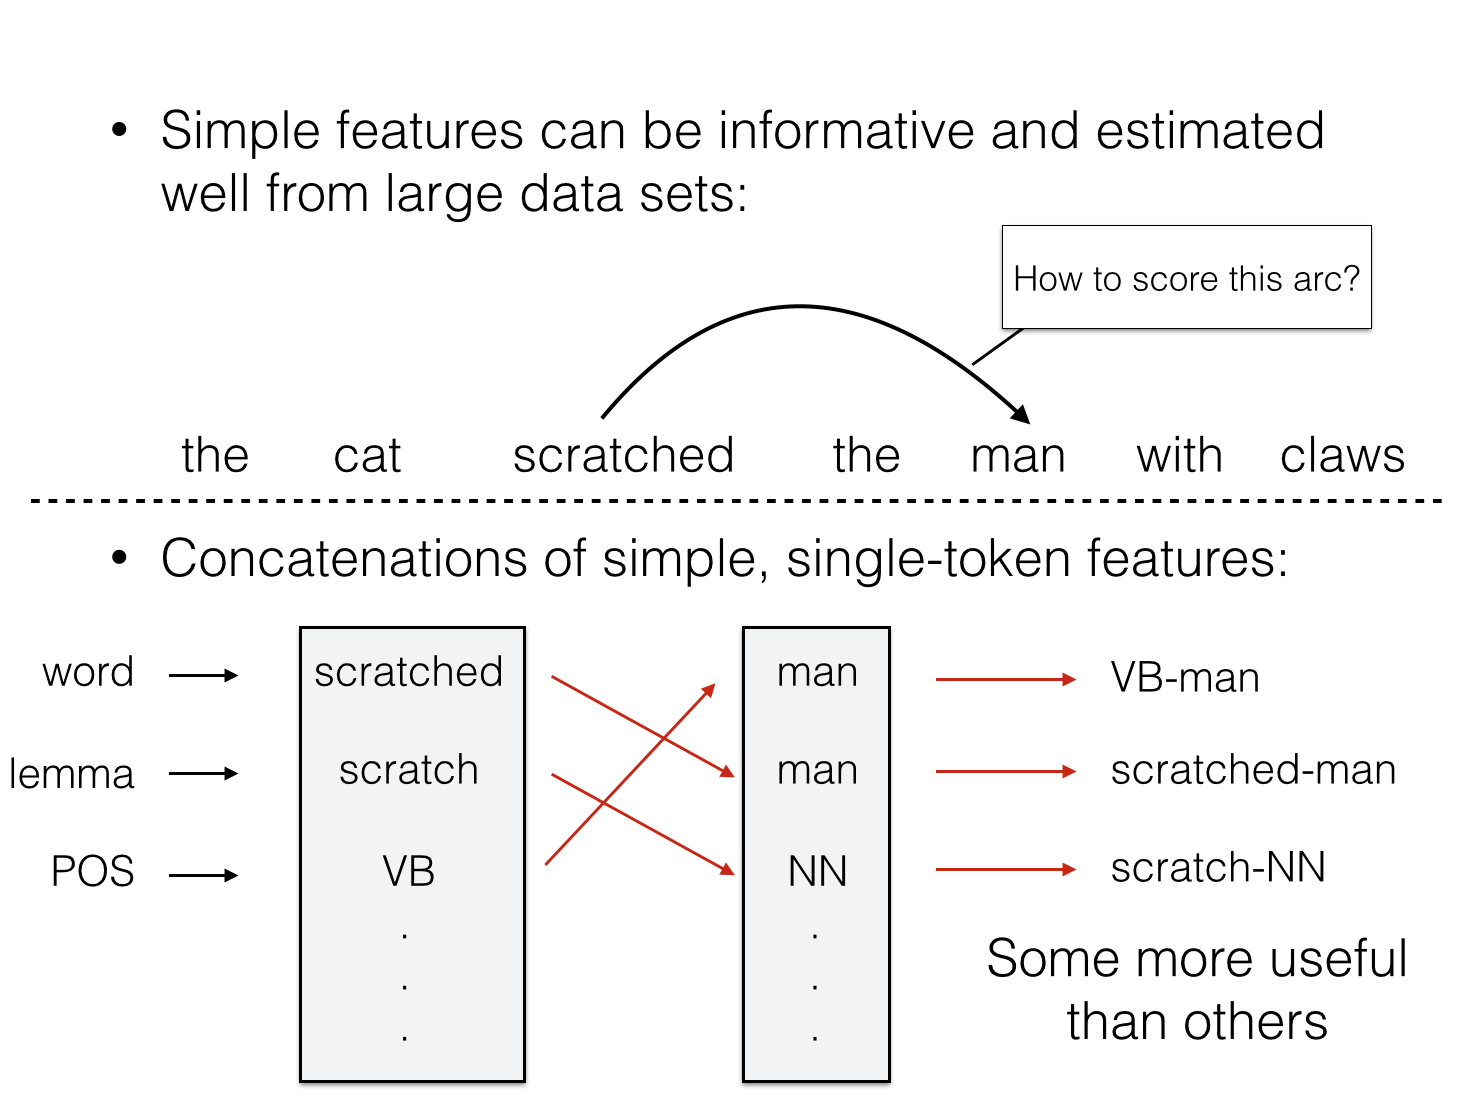 • Simple features can be informative and estimated
well from large data sets:
How to score this arc?
the cat scratched the man with claws
• Concatenations of simple, single-token features:
word scratched man VB-man
lemma scratch man scratched-man
POS VB NN scratch-NN
. .
. .
. .
Some more useful
than others